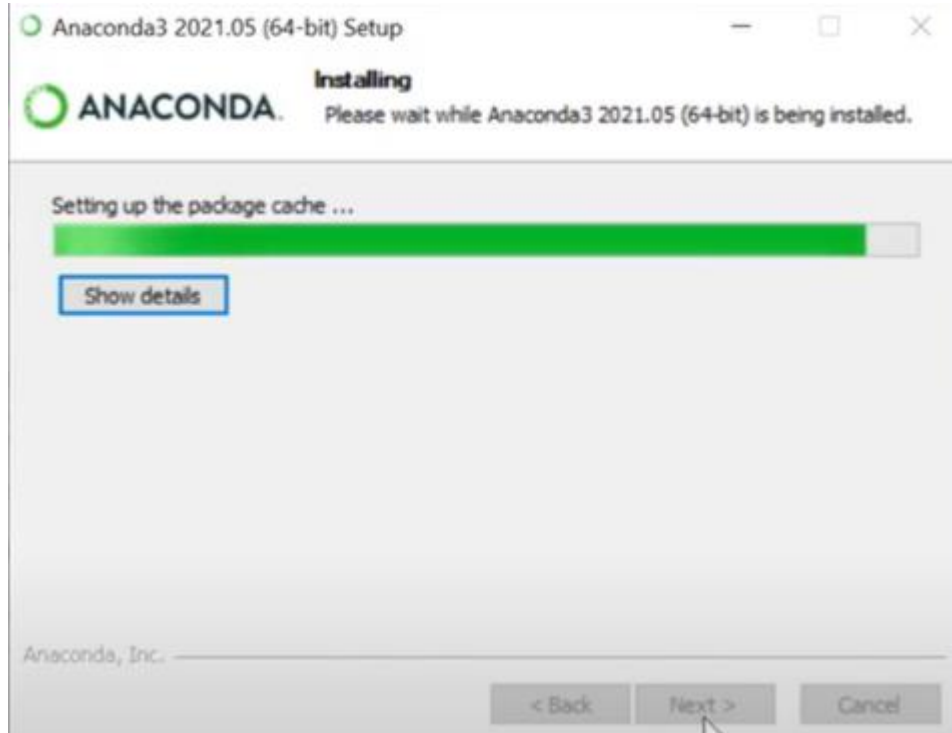 Anaconda3 2021.05 (64-bit) Setup
ANACONDA.
Installing
Please wait while Anaconda3 2021.05 (64-bit) is being installed.
Setting up the package cache ...
Show details
Anaconda, Inc.
< Back Next > Cancel